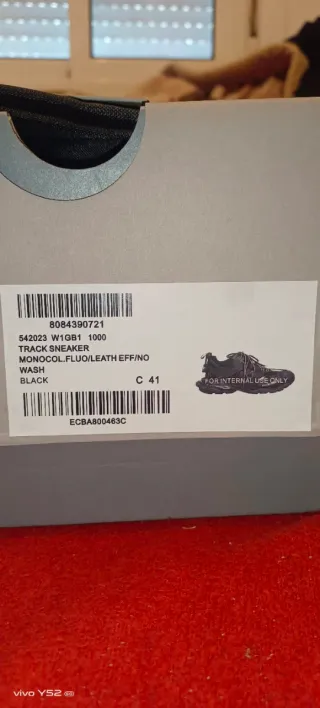 8084390721
542023 W1GB1 1000
TRACK SNEAKER
MONOCOL.FLUO/LEATH EFF/NO
WASH
BLACK C 41
FOR INTERNAL USE ONLY
ECBA800463C
vivo Y52 5G